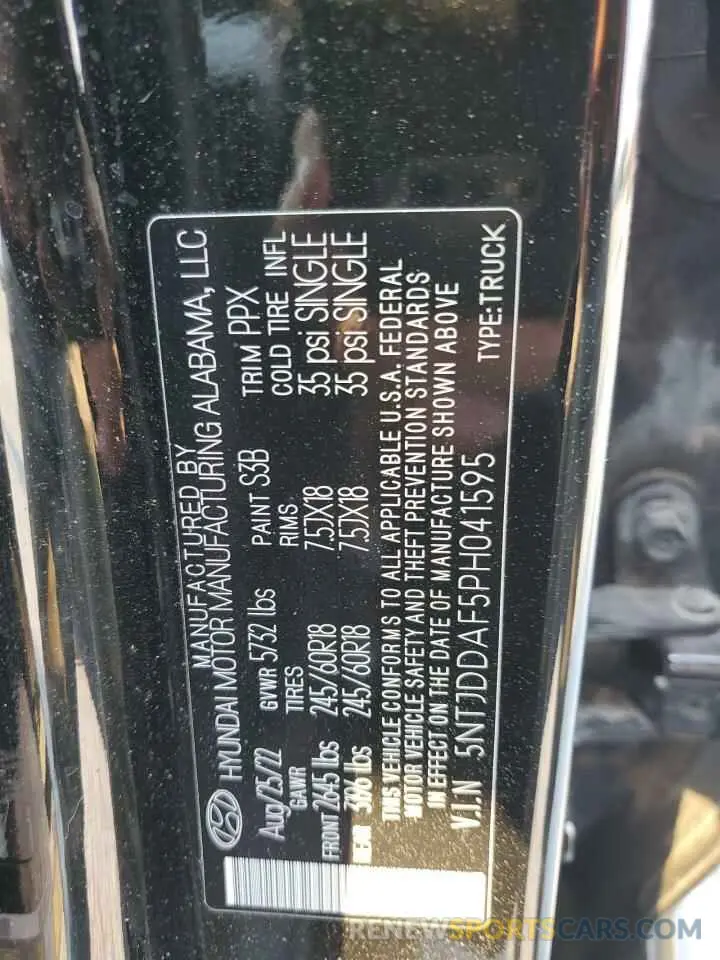 MANUFACTURED BY
HYUNDAI MOTOR MANUFACTURING ALABAMA, LLC
Aug/25/22 GVWR 5732 lbs PAINT S3B TRIM PPX
GAWR TIRES RIMS COLD TIRE INFL
FRONT 2645 lbs 245/60R18 7.5JX18 35 psi SINGLE
lbs 245/60R18 7.5JX18 35 psi SINGLE
THIS VEHICLE CONFORMS TO ALL APPLICABLE U.S.A. FEDERAL
MOTOR VEHICLE SAFETY AND THEFT PREVENTION STANDARDS
IN EFFECT ON THE DATE OF MANUFACTURE SHOWN ABOVE
V.I.N 5NTJDDAF5PH041595 TYPE:TRUCK
RENEWSPORTSCARS.COM